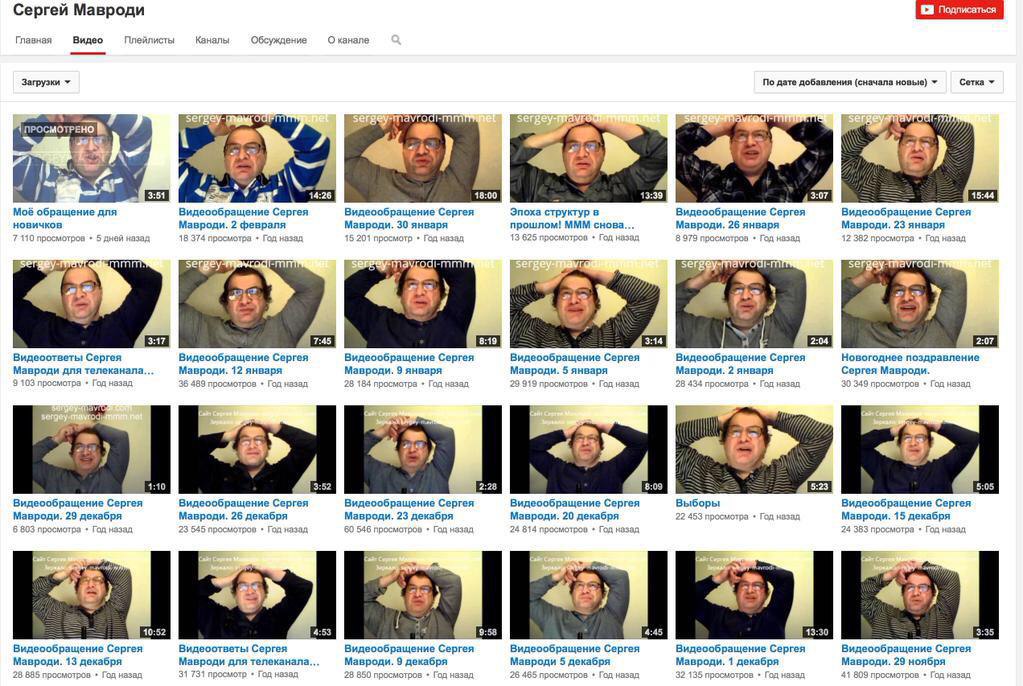 Сергей Мавроди
Подписаться
Главная Видео Плейлисты Каналы Обсуждение О канале
Загрузки По дате добавления (сначала новые) Сетка
ПРОСМОТРЕНО
sergey-mavrodi-mmm.net sergey-mavrodi-mmm.net sergey-mavrodi-mmm.net sergey-mavrodi-mmm.net sergey-mavrodi-mmm.net
3:51 14:26 18:00 13:39 3:07 15:44
Моё обращение для новичков
7 110 просмотров • 5 дней назад
Видеообращение Сергея Мавроди. 2 февраля
18 374 просмотра • Год назад
Видеообращение Сергея Мавроди. 30 января
15 201 просмотр • Год назад
Эпоха структур в прошлом! МММ снова…
13 625 просмотров • Год назад
Видеообращение Сергея Мавроди. 26 января
8 979 просмотров • Год назад
Видеообращение Сергея Мавроди. 23 января
12 382 просмотра • Год назад
sergey-mavrodi-mmm.net sergey-mavrodi-mmm.net sergey-mavrodi-mmm.net sergey-mavrodi-mmm.net sergey-mavrodi-mmm.net sergey-mavrodi-mmm.net
3:17 7:45 8:19 3:14 2:04 2:07
Видеоответы Сергея Мавроди для телеканала…
9 103 просмотра • Год назад
Видеообращение Сергея Мавроди. 12 января
36 489 просмотров • Год назад
Видеообращение Сергея Мавроди. 9 января
28 184 просмотра • Год назад
Видеообращение Сергея Мавроди. 5 января
29 919 просмотров • Год назад
Видеообращение Сергея Мавроди. 2 января
28 434 просмотра • Год назад
Новогоднее поздравление Сергея Мавроди.
30 349 просмотров • Год назад
sergey-mavrodi.com
sergey-mavrodi-mmm.net
1:10 3:52 2:28 8:09 5:23 5:05
Видеообращение Сергея Мавроди. 29 декабря
6 803 просмотра • Год назад
Видеообращение Сергея Мавроди. 26 декабря
23 545 просмотров • Год назад
Видеообращение Сергея Мавроди. 23 декабря
60 546 просмотров • Год назад
Видеообращение Сергея Мавроди. 20 декабря
24 814 просмотров • Год назад
Выборы
22 453 просмотра • Год назад
Видеообращение Сергея Мавроди. 15 декабря
24 383 просмотра • Год назад
10:52 4:53 9:58 4:45 13:30 3:35
Видеообращение Сергея Мавроди. 13 декабря
28 885 просмотров • Год назад
Видеоответы Сергея Мавроди для телеканала…
31 731 просмотр • Год назад
Видеообращение Сергея Мавроди. 9 декабря
28 850 просмотров • Год назад
Видеообращение Сергея Мавроди 5 декабря
26 465 просмотров • Год назад
Видеообращение Сергея Мавроди. 1 декабря
32 135 просмотров • Год назад
Видеообращение Сергея Мавроди. 29 ноября
41 809 просмотров • Год назад